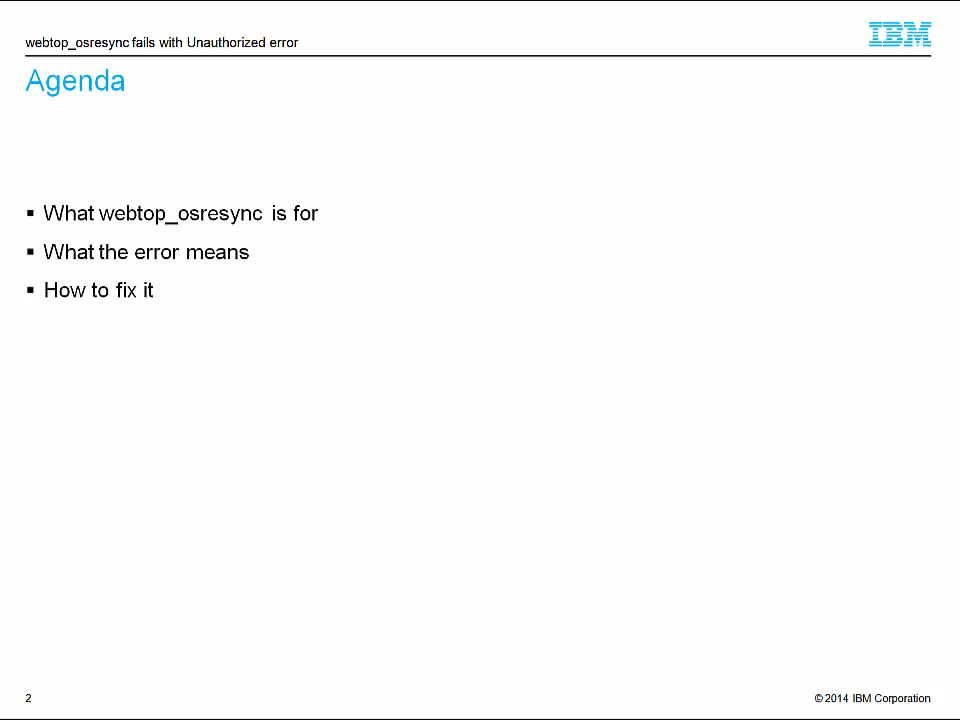 webtop_osresync fails with Unauthorized error
IBM
Agenda
▪ What webtop_osresync is for
▪ What the error means
▪ How to fix it
2
© 2014 IBM Corporation